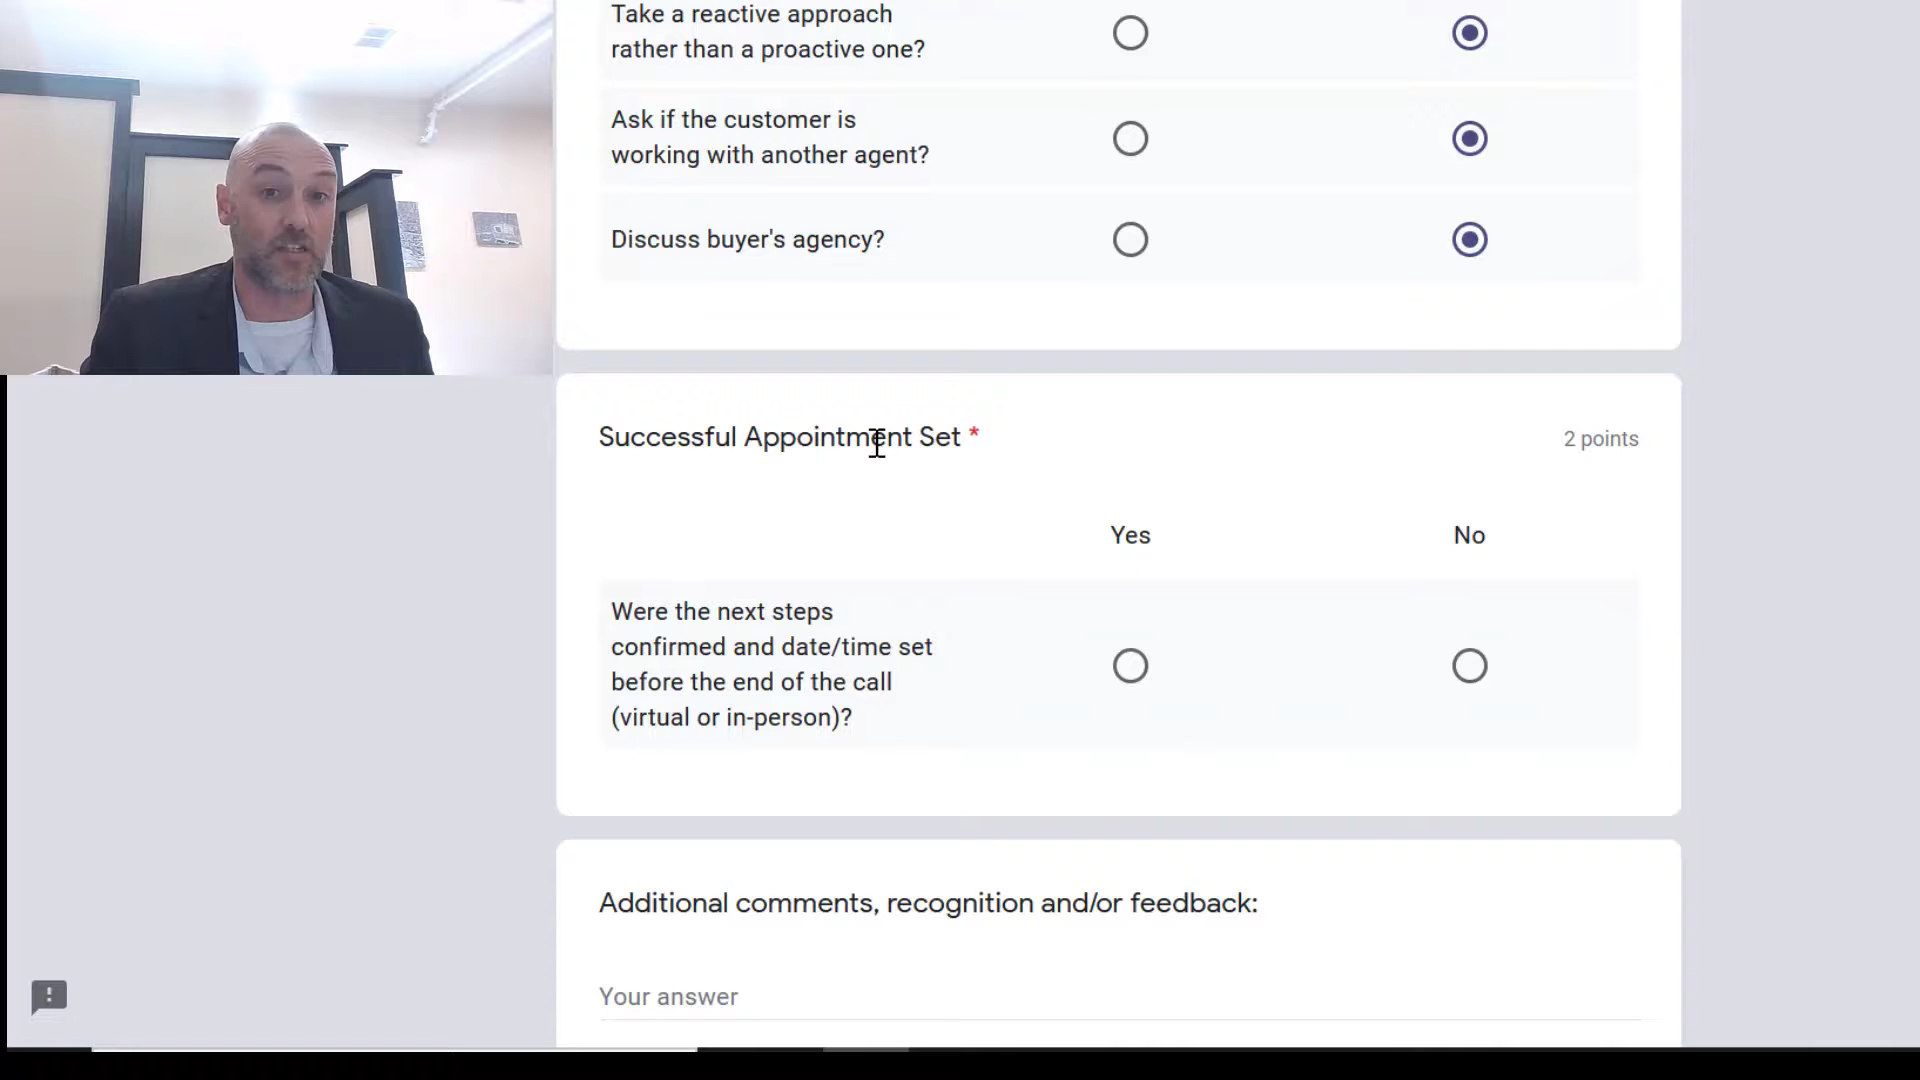 Take a reactive approach
rather than a proactive one?
Ask if the customer is
working with another agent?
Discuss buyer's agency?
Successful Appointment Set *
2 points
Yes
No
Were the next steps
confirmed and date/time set
before the end of the call
(virtual or in-person)?
Additional comments, recognition and/or feedback:
Your answer